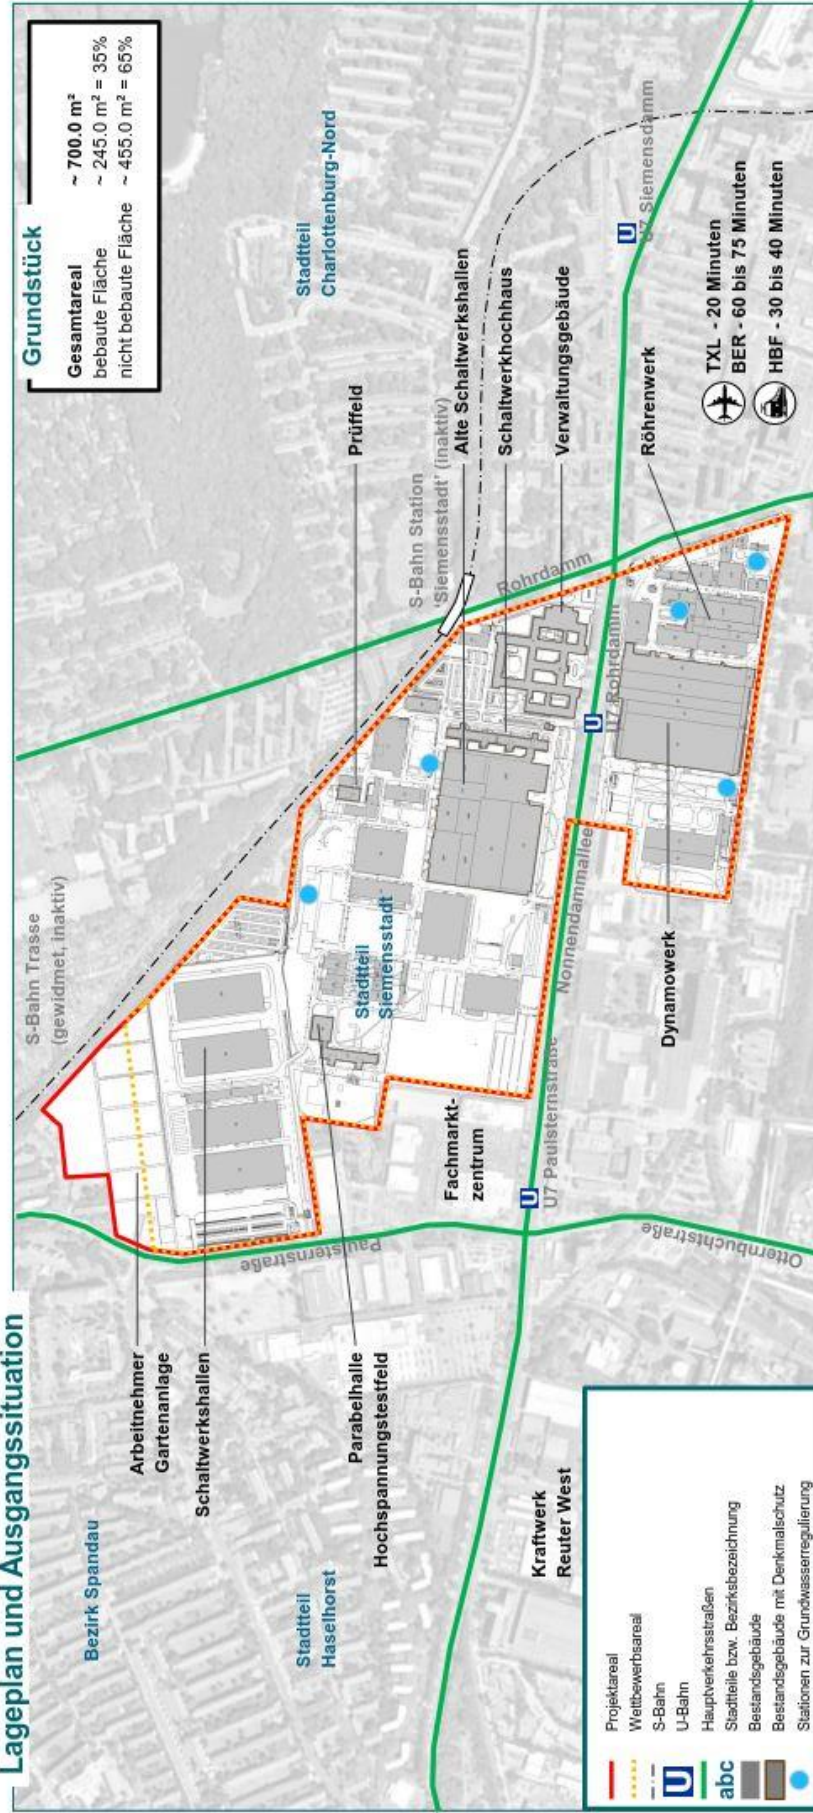 Lageplan und Ausgangssituation
Grundstück
Gesamtareal ~ 700.0 m²
bebaute Fläche ~ 245.0 m² = 35%
nicht bebaute Fläche ~ 455.0 m² = 65%
Bezirk Spandau
S-Bahn Trasse
(gewidmet, inaktiv)
Arbeitnehmer
Gartenanlage
Schaltwerkshallen
Stadtteil
Haselhorst
Parabelhalle
Hochspannungstestfeld
Paulsternstraße
Stadtteil
Siemensstadt
Fachmarkt-
zentrum
Prüffeld
S-Bahn Station
'Siemensstadt' (inaktiv)
Alte Schaltwerkshallen
Schaltwerkhochhaus
Verwaltungsgebäude
Röhrenwerk
Rohrdamm
Stadtteil
Charlottenburg-Nord
U
U7 Siemensdamm
U
U7 Rohrdamm
Nonnendammallee
U
U7 Paulsternstraße
Otternbuchtstraße
Dynamowerk
Kraftwerk
Reuter West
TXL - 20 Minuten
BER - 60 bis 75 Minuten
HBF - 30 bis 40 Minuten
Projektareal
Wettbewerbsareal
S-Bahn
U U-Bahn
Hauptverkehrsstraßen
abc Stadtteile bzw. Bezirksbezeichnung
Bestandsgebäude
Bestandsgebäude mit Denkmalschutz
Stationen zur Grundwasserregulierung